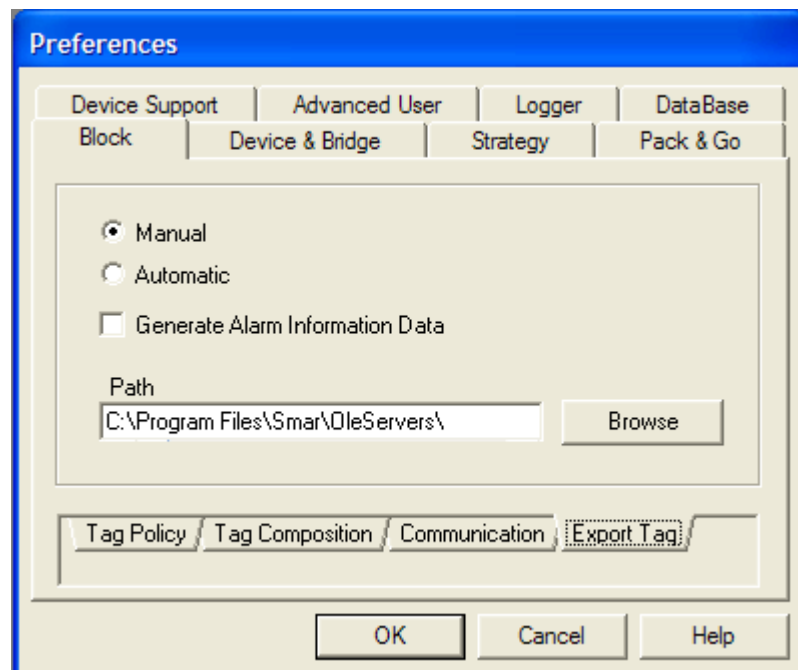 Preferences
Device Support Advanced User Logger DataBase
Block Device & Bridge Strategy Pack & Go
Manual
Automatic
Generate Alarm Information Data
Path
C:\Program Files\Smar\OleServers\ Browse
Tag Policy Tag Composition Communication Export Tag
OK Cancel Help